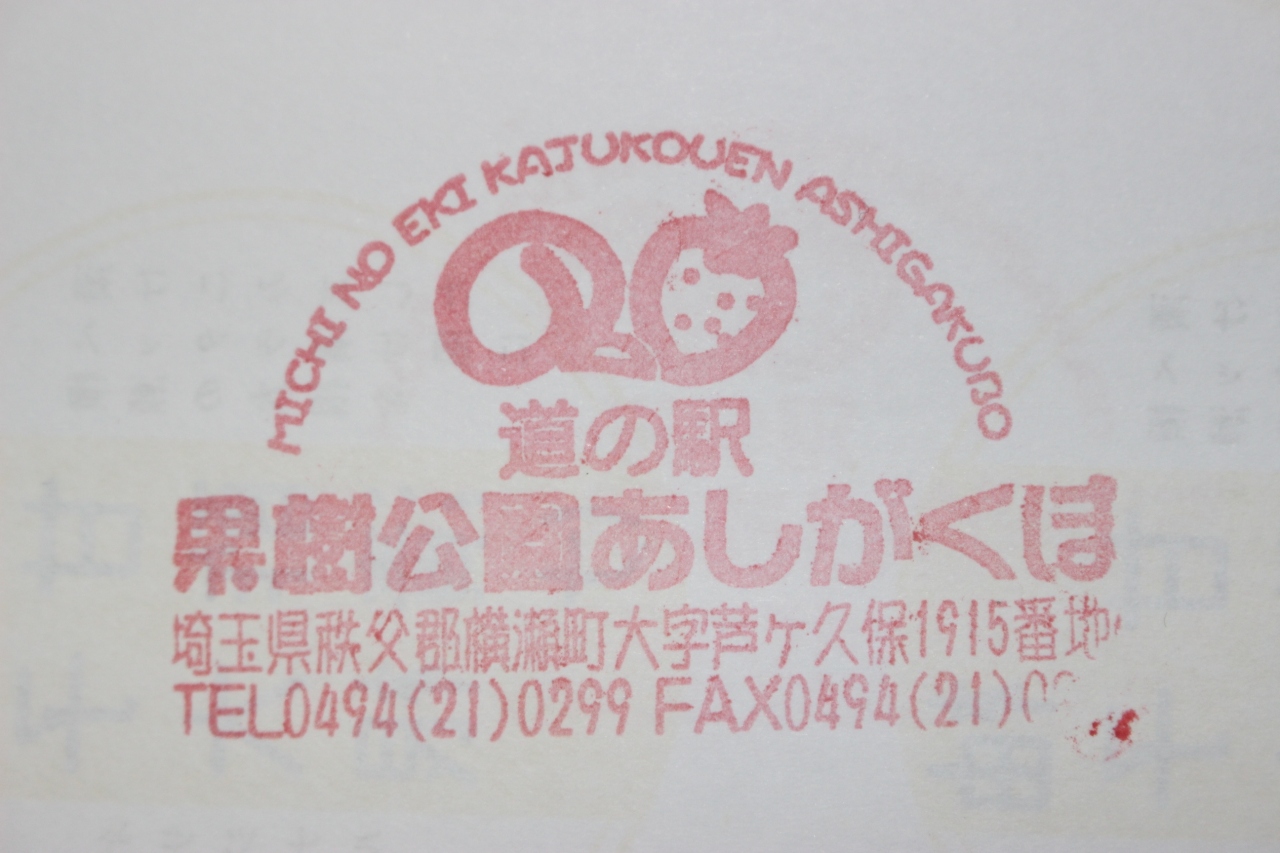 MICHI NO EKI KAJUKOUEN ASHIGAKUBO
道の駅
果樹公園あしがくぼ
埼玉県秩父郡横瀬町大字芦ヶ久保1915番地
TEL0494(21)0299 FAX0494(21)0